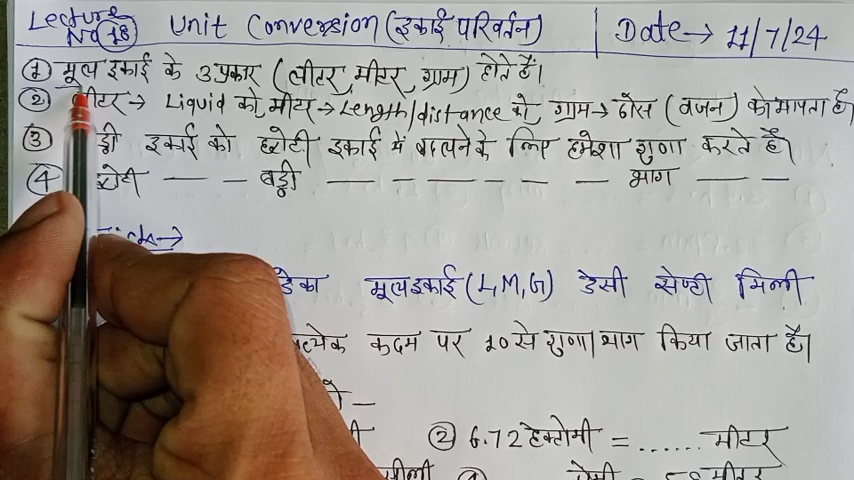 Lecture No 18 Unit Conversion (इकाई परिवर्तन) Date → 11/7/24
① मूल इकाई के 3 प्रकार (लीटर, मीटर, ग्राम) होते हैं।
② लीटर → Liquid को, मीटर → Length/distance को, ग्राम → ठोस (वजन) को मापता है
③ इकाई को छोटी इकाई में बदलने के लिए हमेशा गुणा करते हैं।
④ — — बड़ी — — — — — — भाग — —
डेका मूल इकाई (L, M, G) डेसी सेण्टी मिली
प्रत्येक कदम पर 10 से गुणा/भाग किया जाता है।
② 6.72 हेक्टोमी = ...... मीटर